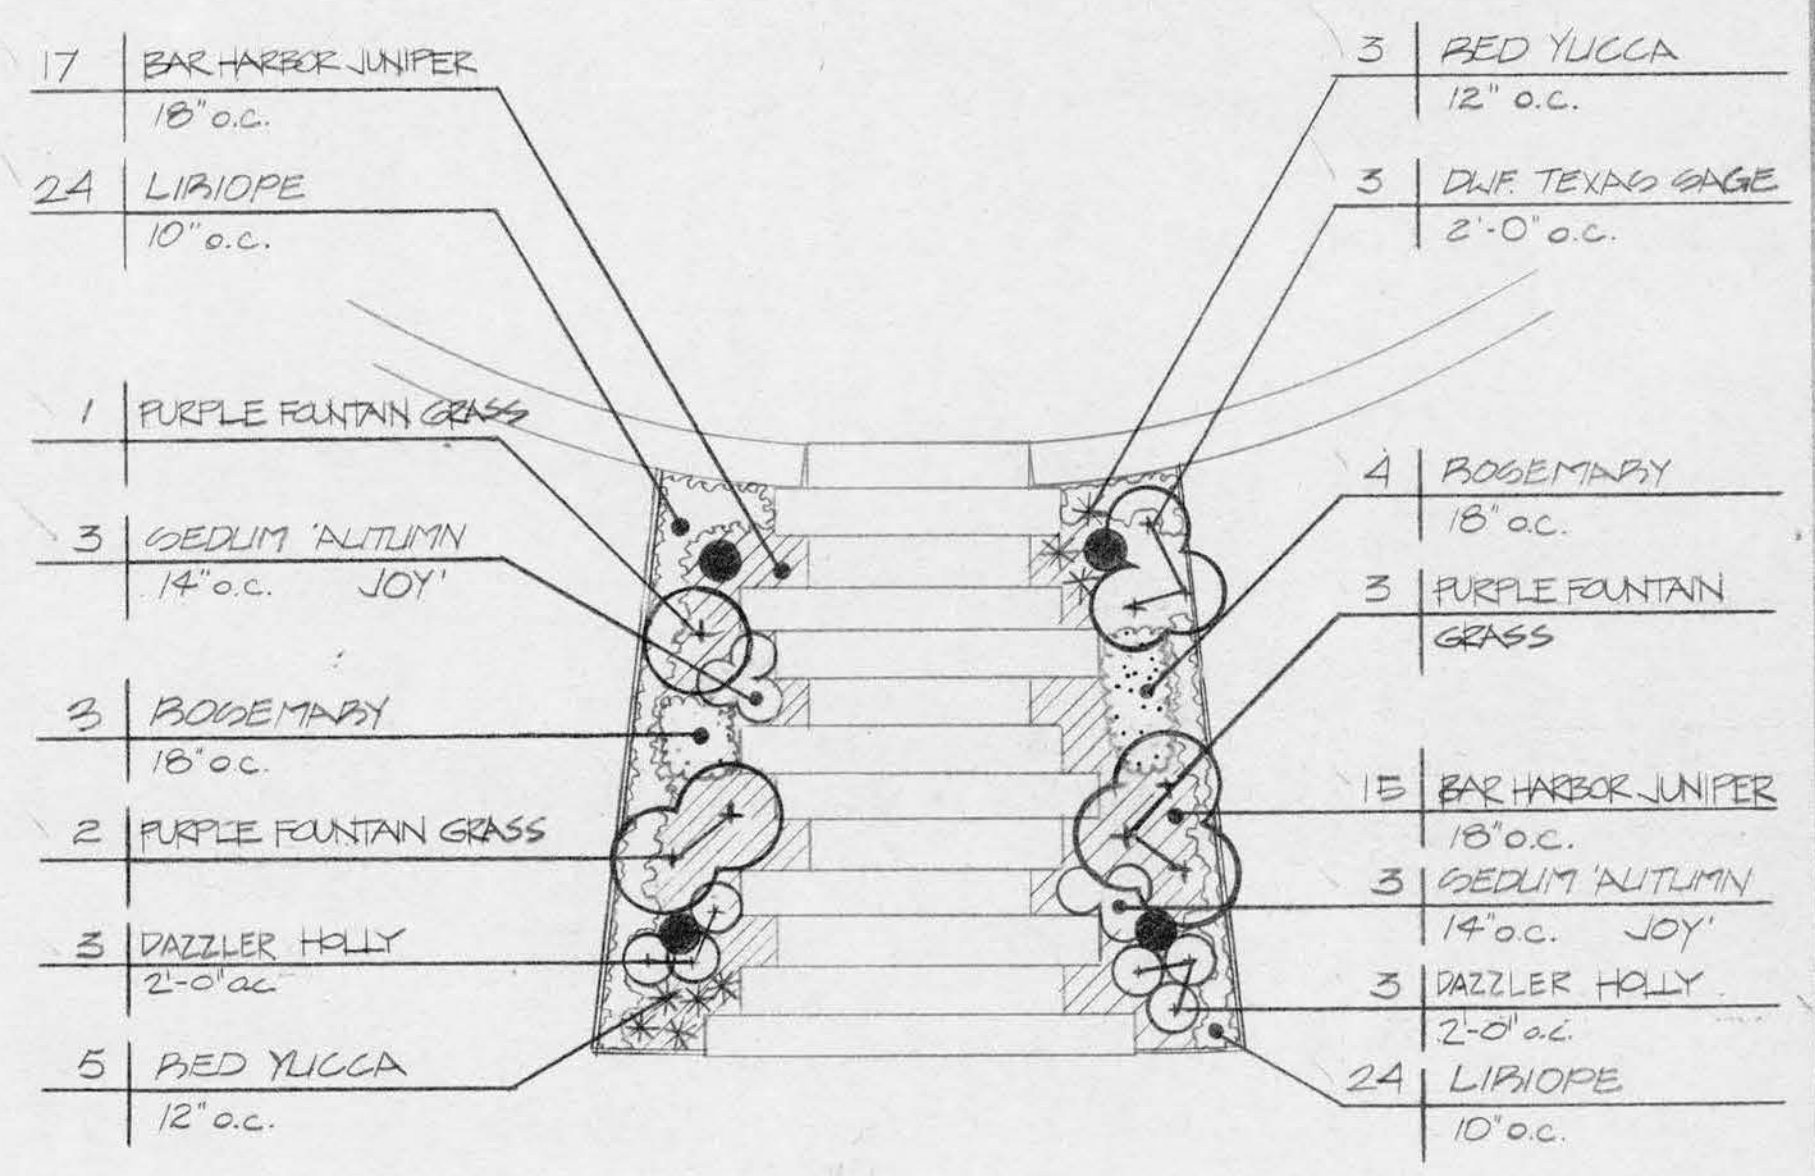 17 BAR HARBOR JUNIPER
18" o.c.
24 LIRIOPE
10" o.c.
1 PURPLE FOUNTAIN GRASS
3 SEDUM 'AUTUMN
14" o.c. JOY'
3 ROSEMARY
18" o.c.
2 PURPLE FOUNTAIN GRASS
3 DAZZLER HOLLY
2'-0" o.c.
5 RED YUCCA
12" o.c.
3 RED YUCCA
12" o.c.
3 DWF. TEXAS SAGE
2'-0" o.c.
4 ROSEMARY
18" o.c.
3 PURPLE FOUNTAIN
GRASS
15 BAR HARBOR JUNIPER
18" o.c.
3 SEDUM 'AUTUMN
14" o.c. JOY'
3 DAZZLER HOLLY
2'-0" o.c.
24 LIRIOPE
10" o.c.